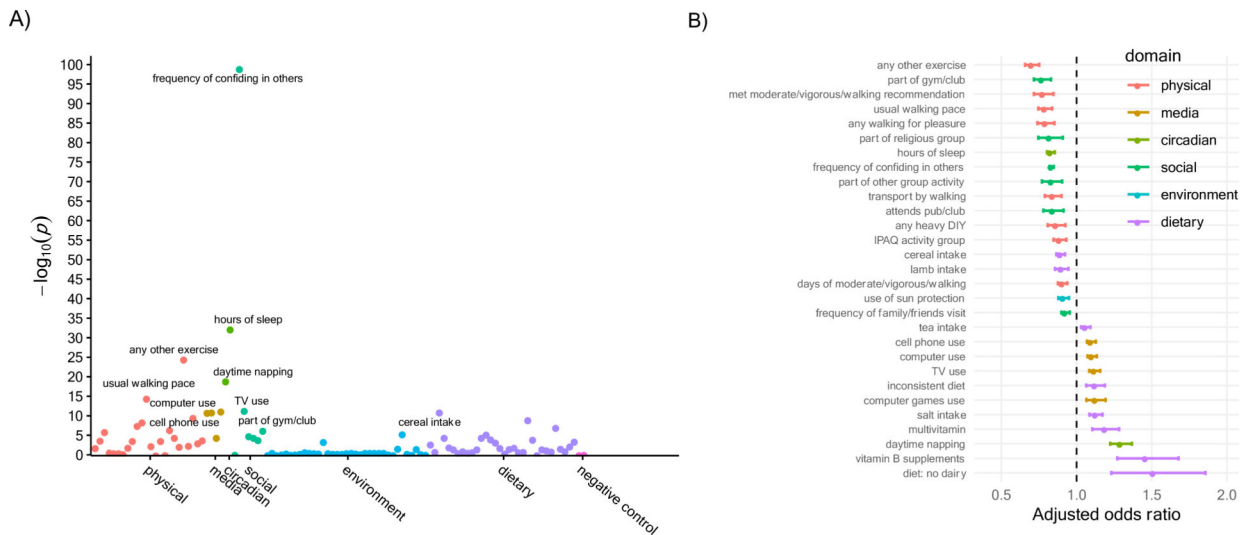 A)
100
95
90
85
80
75
70
65
60
55
50
45
40
35
30
25
20
15
10
5
0
−log10(p)
frequency of confiding in others
hours of sleep
any other exercise
daytime napping
usual walking pace
computer use
TV use
cell phone use
part of gym/club
cereal intake
physical
media
circadian
social
environment
dietary
negative control
B)
any other exercise
part of gym/club
met moderate/vigorous/walking recommendation
usual walking pace
any walking for pleasure
part of religious group
hours of sleep
frequency of confiding in others
part of other group activity
transport by walking
attends pub/club
any heavy DIY
IPAQ activity group
cereal intake
lamb intake
days of moderate/vigorous/walking
use of sun protection
frequency of family/friends visit
tea intake
cell phone use
computer use
TV use
inconsistent diet
computer games use
salt intake
multivitamin
daytime napping
vitamin B supplements
diet: no dairy
0.5
1.0
1.5
2.0
Adjusted odds ratio
domain
physical
media
circadian
social
environment
dietary